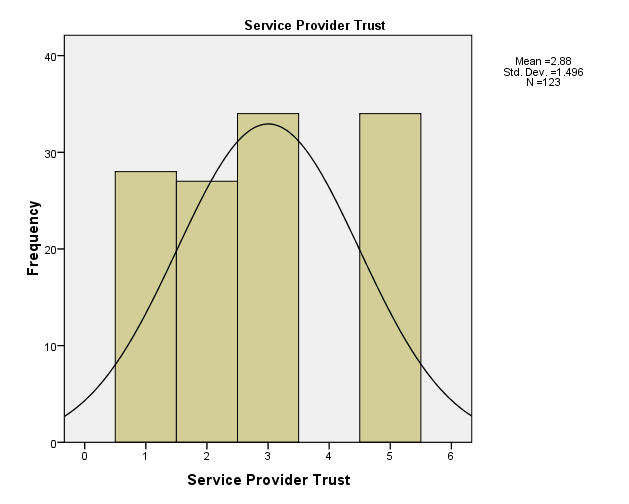 Service Provider Trust
Mean =2.88
Std. Dev. =1.496
N =123
Frequency
40
30
20
10
0
0 1 2 3 4 5 6
Service Provider Trust